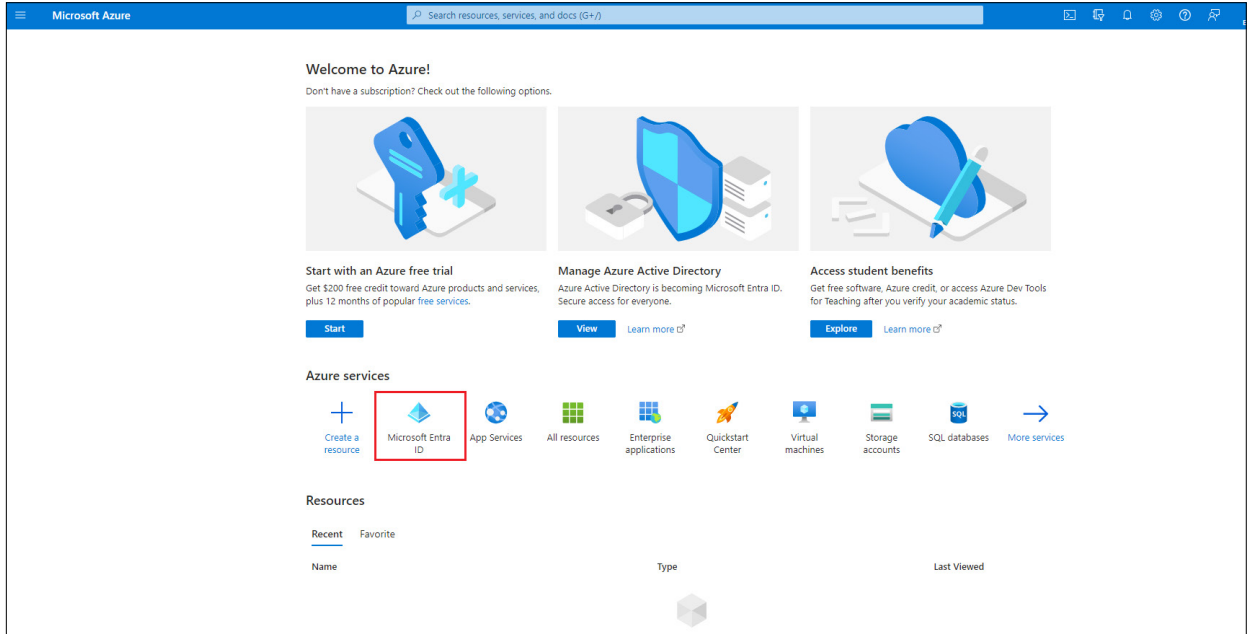 Microsoft Azure
Search resources, services, and docs (G+/)
Welcome to Azure!
Don't have a subscription? Check out the following options.
Start with an Azure free trial
Get $200 free credit toward Azure products and services,
plus 12 months of popular free services.
Start
Manage Azure Active Directory
Azure Active Directory is becoming Microsoft Entra ID.
Secure access for everyone.
View
Learn more
Access student benefits
Get free software, Azure credit, or access Azure Dev Tools
for Teaching after you verify your academic status.
Explore
Learn more
Azure services
Create a
resource
Microsoft Entra
ID
App Services
All resources
Enterprise
applications
Quickstart
Center
Virtual
machines
Storage
accounts
SQL
SQL databases
More services
Resources
Recent
Favorite
Name
Type
Last Viewed